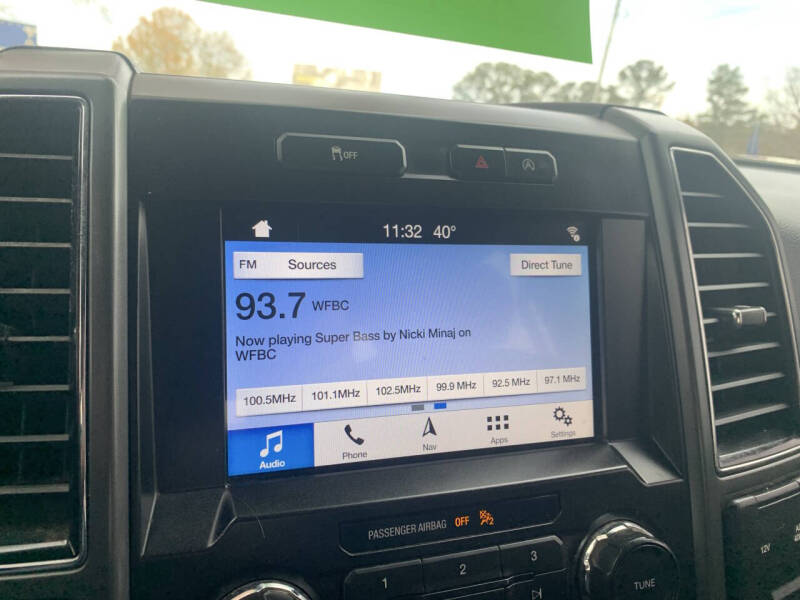 OFF
11:32 40°
FM Sources Direct Tune
93.7 WFBC
Now playing Super Bass by Nicki Minaj on
WFBC
100.5MHz 101.1MHz 102.5MHz 99.9 MHz 92.5 MHz 97.1 MHz
Audio Phone Nav Apps Settings
PASSENGER AIRBAG OFF 2
1 2 3
TUNE
12V